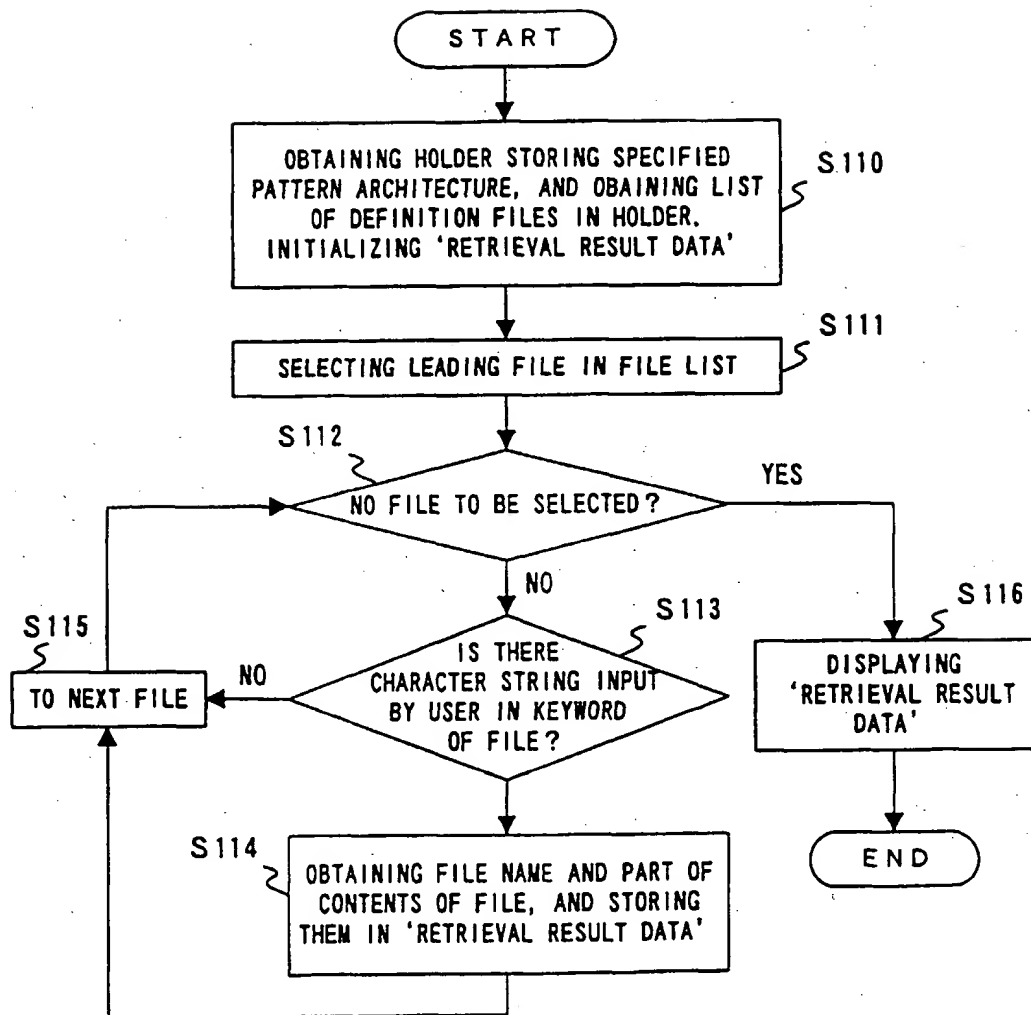 START
OBTAINING HOLDER STORING SPECIFIED
PATTERN ARCHITECTURE, AND OBAINING LIST
OF DEFINITION FILES IN HOLDER.
INITIALIZING 'RETRIEVAL RESULT DATA'
S110
SELECTING LEADING FILE IN FILE LIST
S111
S112
NO FILE TO BE SELECTED?
YES
NO
S113
IS THERE
CHARACTER STRING INPUT
BY USER IN KEYWORD
OF FILE?
NO
S115
TO NEXT FILE
S116
DISPLAYING
'RETRIEVAL RESULT
DATA'
S114
OBTAINING FILE NAME AND PART OF
CONTENTS OF FILE, AND STORING
THEM IN 'RETRIEVAL RESULT DATA'
END